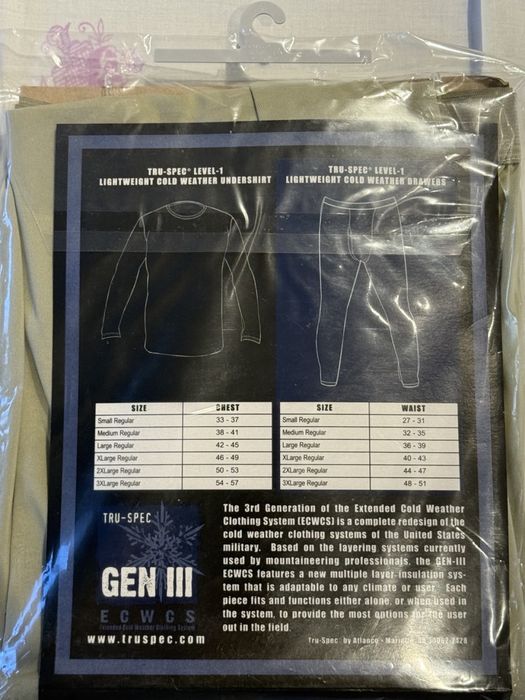 TRU-SPEC® LEVEL-1
LIGHTWEIGHT COLD WEATHER UNDERSHIRT
TRU-SPEC® LEVEL-1
LIGHTWEIGHT COLD WEATHER DRAWERS
SIZE CHEST
Small Regular 33 - 37
Medium Regular 38 - 41
Large Regular 42 - 45
XLarge Regular 46 - 49
2XLarge Regular 50 - 53
3XLarge Regular 54 - 57
SIZE WAIST
Small Regular 27 - 31
Medium Regular 32 - 35
Large Regular 36 - 39
XLarge Regular 40 - 43
2XLarge Regular 44 - 47
3XLarge Regular 48 - 51
TRU-SPEC
GEN III
ECWCS
Extended Cold Weather Clothing System
www.truspec.com
The 3rd Generation of the Extended Cold Weather
Clothing System (ECWCS) is a complete redesign of the
cold weather clothing systems of the United States
military. Based on the layering systems currently
used by mountaineering professionals, the GEN-III
ECWCS features a new multiple layer insulation sys-
tem that is adaptable to any climate or user. Each
piece fits and functions either alone, or when used in
the system, to provide the most options for the user
out in the field.
Tru-Spec® by Atlanco - Marietta, GA 30062-2428